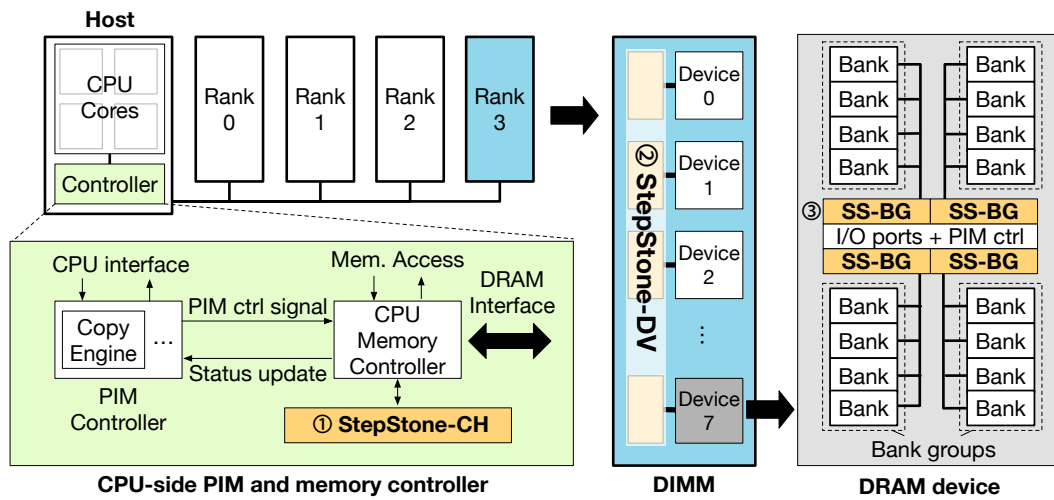 Host
CPU
Cores
Controller
Rank
0
Rank
1
Rank
2
Rank
3
CPU interface
Copy
Engine
...
PIM
Controller
PIM ctrl signal
Status update
Mem. Access
CPU
Memory
Controller
DRAM
Interface
① StepStone-CH
CPU-side PIM and memory controller
② StepStone-DV
Device
0
Device
1
Device
2
...
Device
7
DIMM
Bank
Bank
Bank
Bank
Bank
Bank
Bank
Bank
③ SS-BG SS-BG
I/O ports + PIM ctrl
SS-BG SS-BG
Bank
Bank
Bank
Bank
Bank
Bank
Bank
Bank
Bank groups
DRAM device